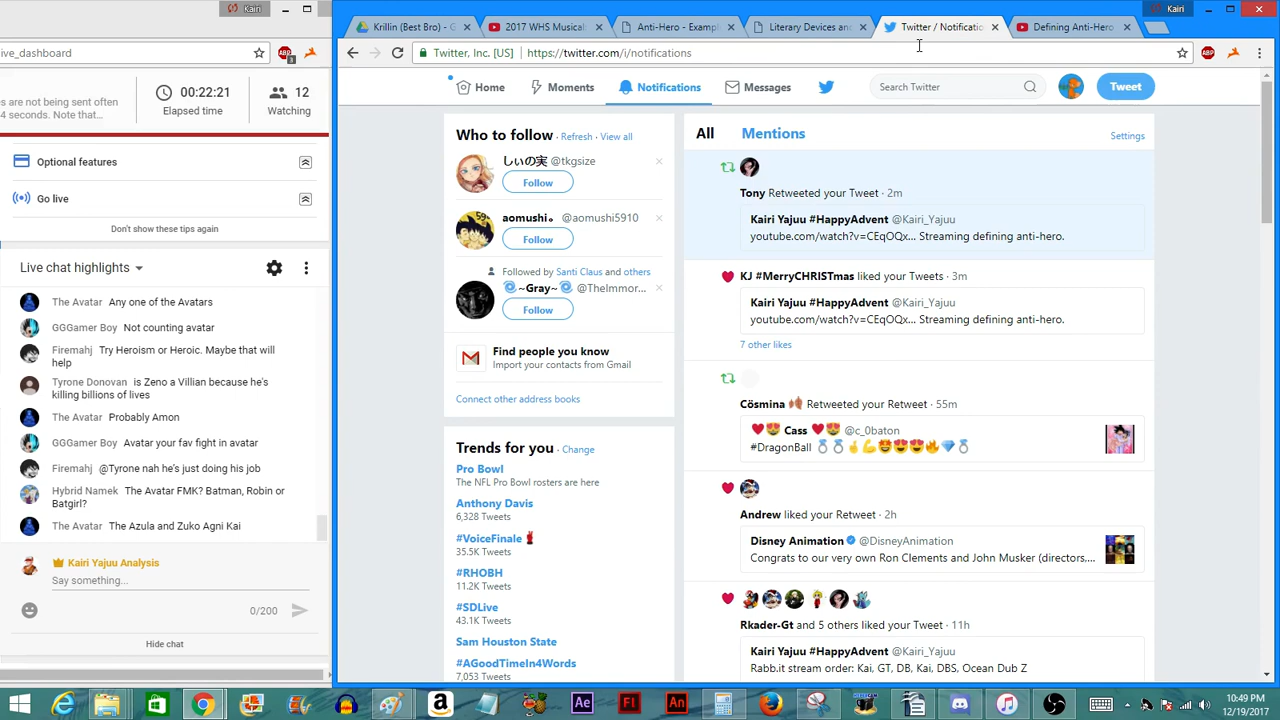 Kairi
ive_dashboard
es are not being sent often
4 seconds. Note that...
00:22:21
Elapsed time
12
Watching
Optional features
Go live
Don't show these tips again
Live chat highlights
The Avatar Any one of the Avatars
GGGamer Boy Not counting avatar
Firemahj Try Heroism or Heroic. Maybe that will
help
Tyrone Donovan is Zeno a Villian because he's
killing billions of lives
The Avatar Probably Amon
GGGamer Boy Avatar your fav fight in avatar
Firemahj @Tyrone nah he's just doing his job
Hybrid Namek The Avatar FMK? Batman, Robin or
Batgirl?
The Avatar The Azula and Zuko Agni Kai
Kairi Yajuu Analysis
Say something...
0/200
Hide chat
Krillin (Best Bro) - G
2017 WHS Musical
Anti-Hero - Example
Literary Devices and
Twitter / Notificatio
Defining Anti-Hero
Kairi
Twitter, Inc. [US]
https://twitter.com/i/notifications
ABP
Home
Moments
Notifications
Messages
Search Twitter
Tweet
Who to follow · Refresh · View all
しぃの実 @tkgsize
Follow
aomushi。 @aomushi5910
Follow
Followed by Santi Claus and others
~Gray~ @TheImmor...
Follow
Find people you know
Import your contacts from Gmail
Connect other address books
Trends for you · Change
Pro Bowl
The NFL Pro Bowl rosters are here
Anthony Davis
6,328 Tweets
#VoiceFinale
35.5K Tweets
#RHOBH
11.2K Tweets
#SDLive
43.1K Tweets
Sam Houston State
#AGoodTimeIn4Words
7,053 Tweets
All
Mentions
Settings
Tony Retweeted your Tweet · 2m
Kairi Yajuu #HappyAdvent @Kairi_Yajuu
youtube.com/watch?v=CEqOQx... Streaming defining anti-hero.
KJ #MerryCHRISTmas liked your Tweets · 3m
Kairi Yajuu #HappyAdvent @Kairi_Yajuu
youtube.com/watch?v=CEqOQx... Streaming defining anti-hero.
7 other likes
Cösmina Retweeted your Retweet · 55m
Cass @c_0baton
#DragonBall
Andrew liked your Retweet · 2h
Disney Animation @DisneyAnimation
Congrats to our very own Ron Clements and John Musker (directors,...
Rkader-Gt and 5 others liked your Tweet · 11h
Kairi Yajuu #HappyAdvent @Kairi_Yajuu
Rabb.it stream order: Kai, GT, DB, Kai, DBS, Ocean Dub Z
10:49 PM
12/19/2017